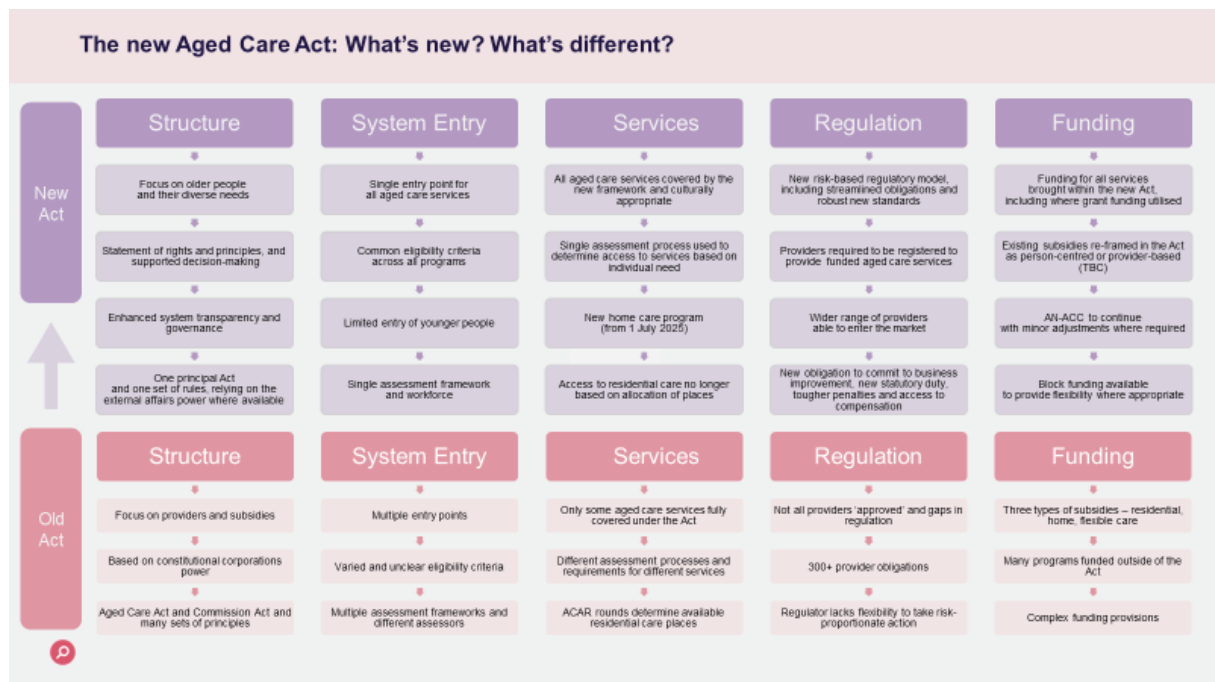 The new Aged Care Act: What's new? What's different?
New
Act
Structure
System Entry
Services
Regulation
Funding
Focus on older people
and their diverse needs
Single entry point for
all aged care services
All aged care services covered by the
new framework and culturally
appropriate
New risk-based regulatory model,
including streamlined obligations and
robust new standards
Funding for all services
brought within the new Act,
including where grant funding utilised
Statement of rights and principles, and
supported decision-making
Common eligibility criteria
across all programs
Single assessment process used to
determine access to services based on
individual need
Providers required to be registered to
provide funded aged care services
Existing subsidies re-framed in the Act
as person-centred or provider-based
(TBC)
Enhanced system transparency and
governance
Limited entry of younger people
New home care program
(from 1 July 2025)
Wider range of providers
able to enter the market
AN-ACC to continue
with minor adjustments where required
One principal Act
and one set of rules, relying on the
external affairs power where available
Single assessment framework
and workforce
Access to residential care no longer
based on allocation of places
New obligation to commit to business
improvement, new statutory duty,
tougher penalties and access to
compensation
Block funding available
to provide flexibility where appropriate
Old
Act
Structure
System Entry
Services
Regulation
Funding
Focus on providers and subsidies
Multiple entry points
Only some aged care services fully
covered under the Act
Not all providers 'approved' and gaps in
regulation
Three types of subsidies – residential,
home, flexible care
Based on constitutional corporations
power
Varied and unclear eligibility criteria
Different assessment processes and
requirements for different services
300+ provider obligations
Many programs funded outside of the
Act
Aged Care Act and Commission Act and
many sets of principles
Multiple assessment frameworks and
different assessors
ACAR rounds determine available
residential care places
Regulator lacks flexibility to take risk-
proportionate action
Complex funding provisions